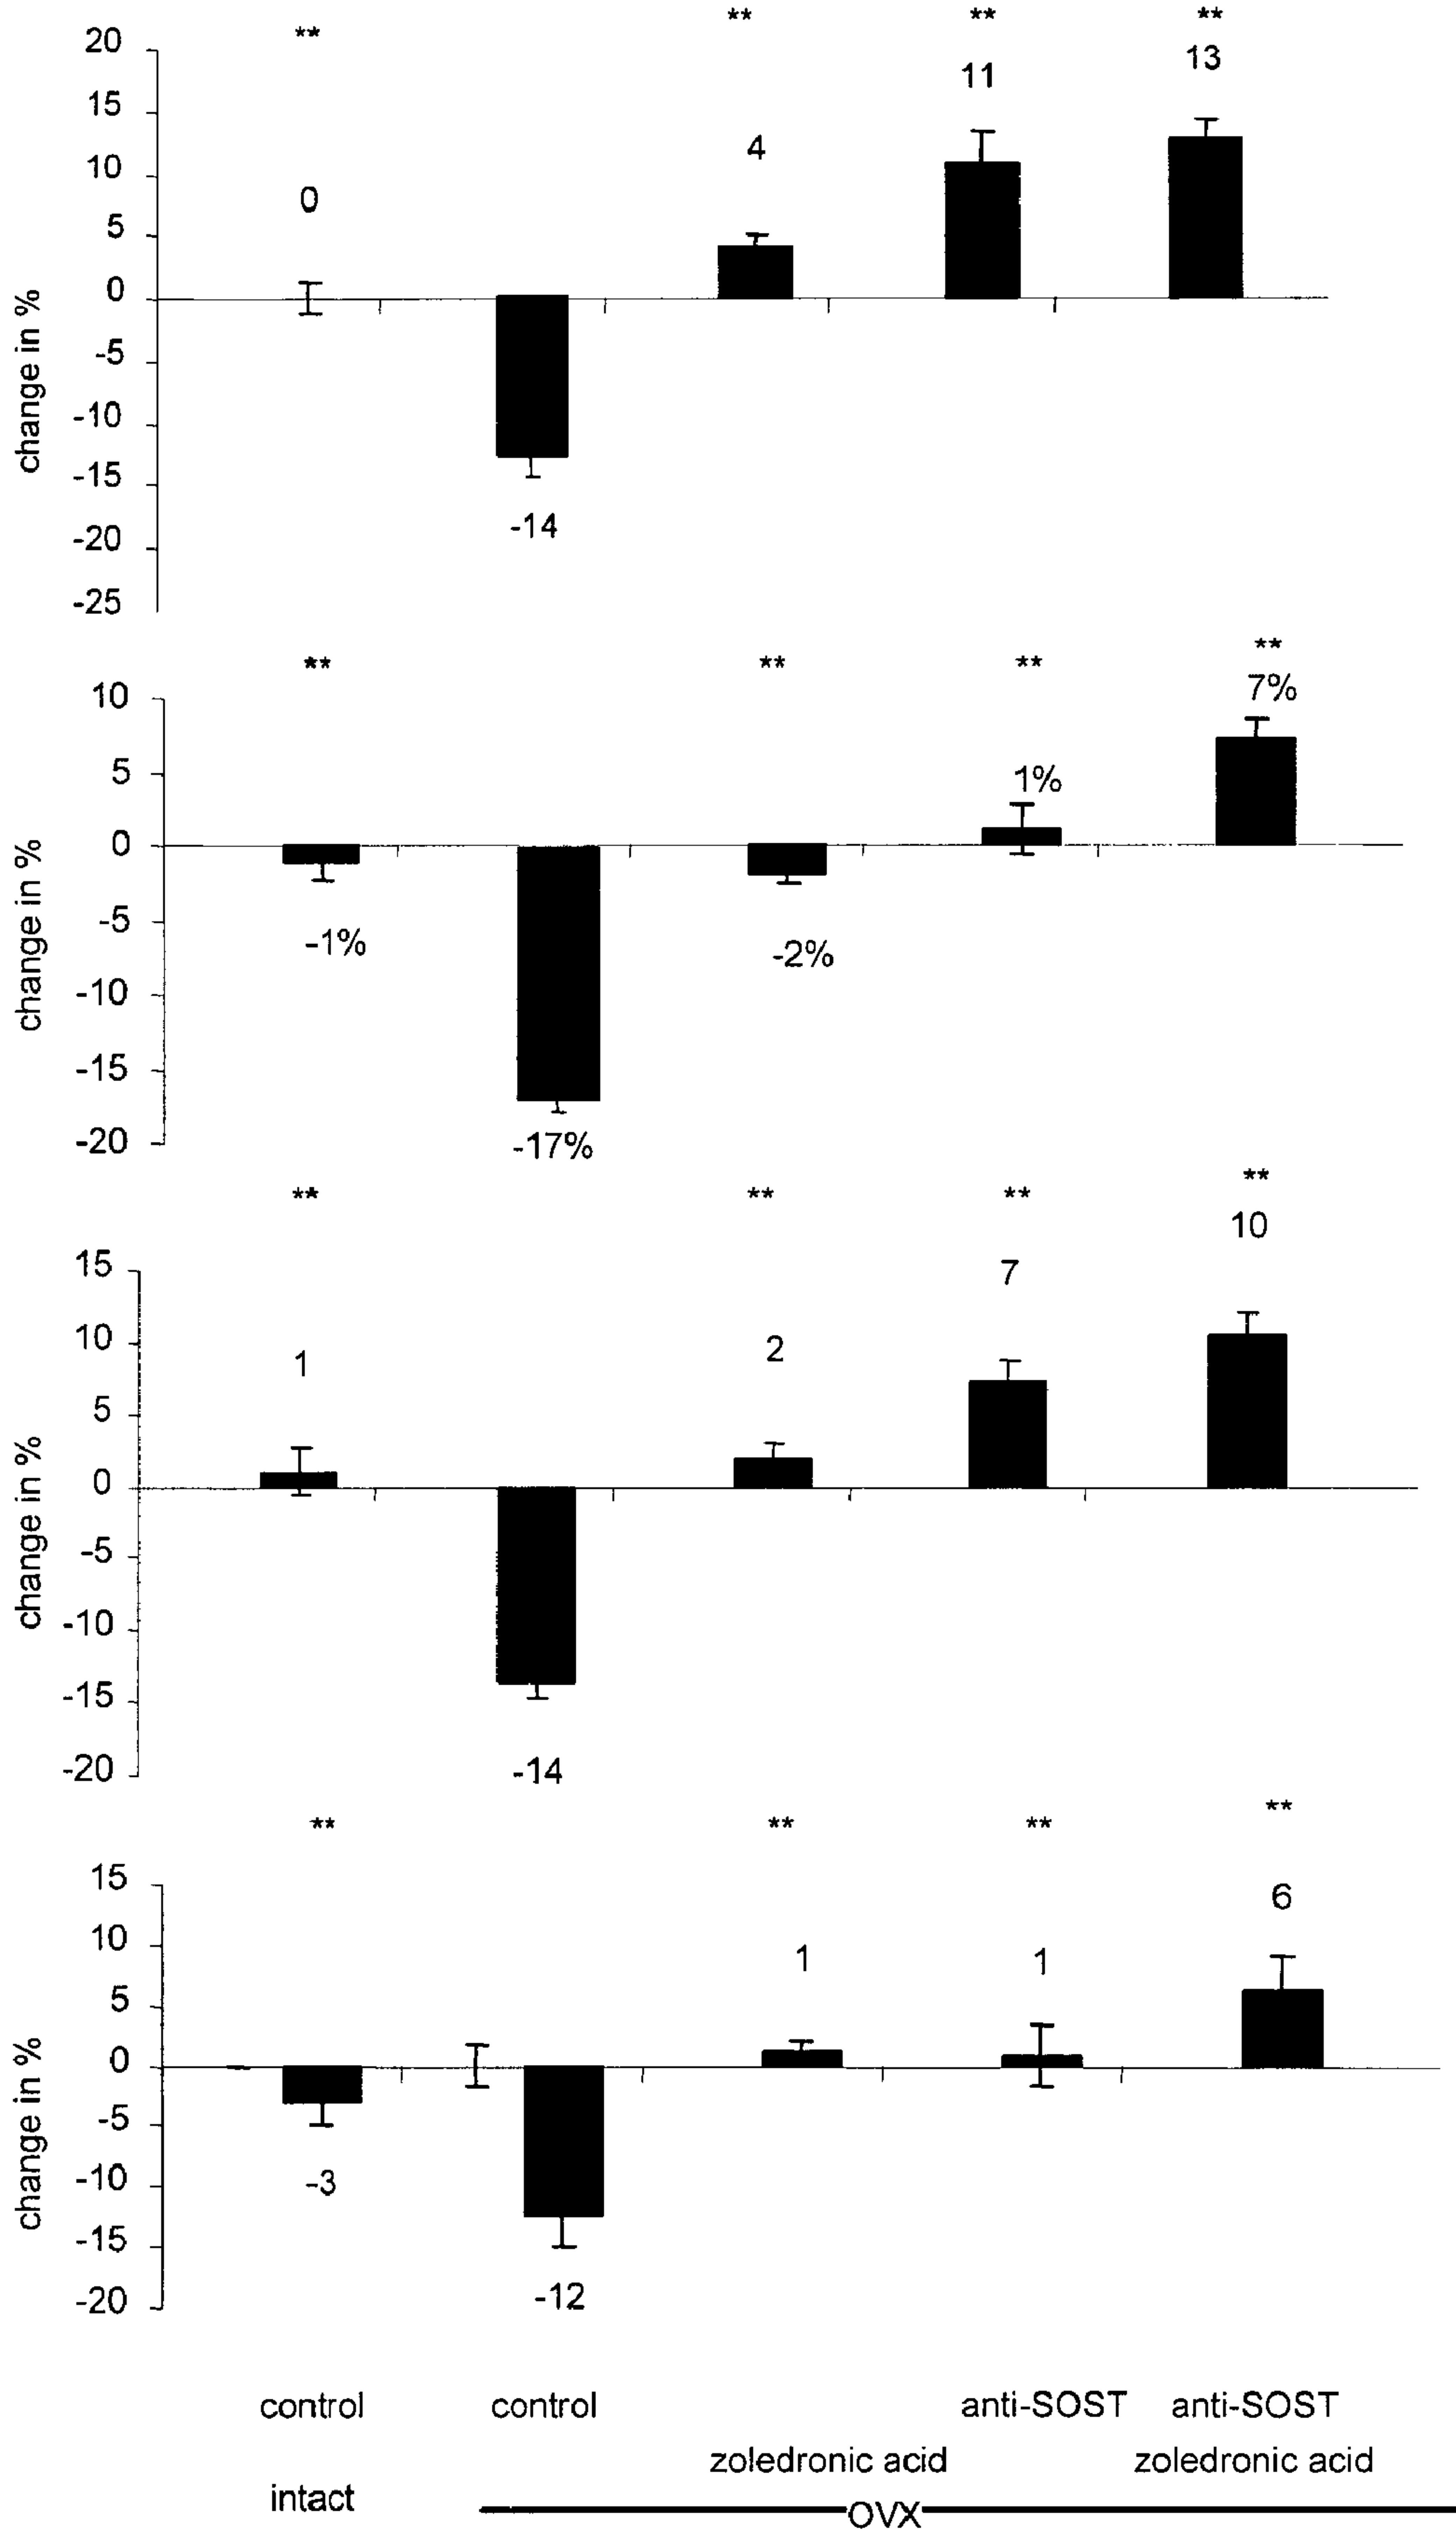 ** ** ** **
20
15
10
5
0
-5
-10
-15
-20
-25
change in %
0 -14 4 11 13
** ** ** **
10
5
0
-5
-10
-15
-20
change in %
-1% -17% -2% 1% 7%
** ** ** **
15
10
5
0
-5
-10
-15
-20
change in %
1 -14 2 7 10
** ** ** **
15
10
5
0
-5
-10
-15
-20
change in %
-3 -12 1 1 6
control control anti-SOST anti-SOST
zoledronic acid zoledronic acid
intact
OVX